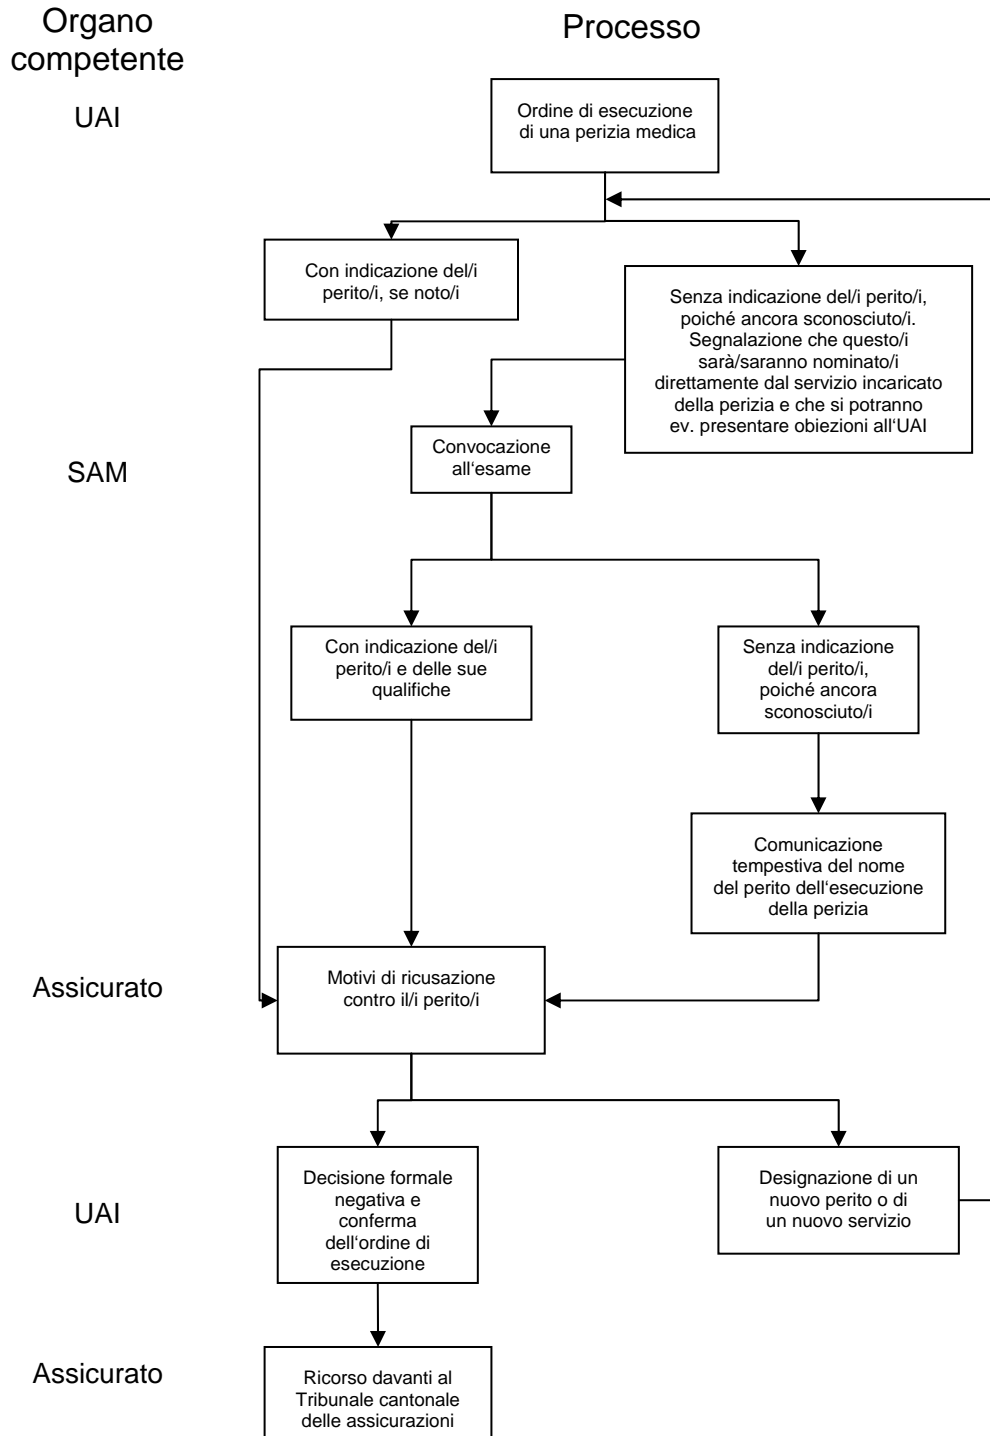 Organo
competente
Processo
UAI
Ordine di esecuzione
di una perizia medica
Con indicazione del/i
perito/i, se noto/i
Senza indicazione del/i perito/i,
poiché ancora sconosciuto/i.
Segnalazione che questo/i
sarà/saranno nominato/i
direttamente dal servizio incaricato
della perizia e che si potranno
ev. presentare obiezioni all‘UAI
SAM
Convocazione
all‘esame
Con indicazione del/i
perito/i e delle sue
qualifiche
Senza indicazione
del/i perito/i,
poiché ancora
sconosciuto/i
Comunicazione
tempestiva del nome
del perito dell‘esecuzione
della perizia
Assicurato
Motivi di ricusazione
contro il/i perito/i
UAI
Decisione formale
negativa e
conferma
dell‘ordine di
esecuzione
Designazione di un
nuovo perito o di
un nuovo servizio
Assicurato
Ricorso davanti al
Tribunale cantonale
delle assicurazioni